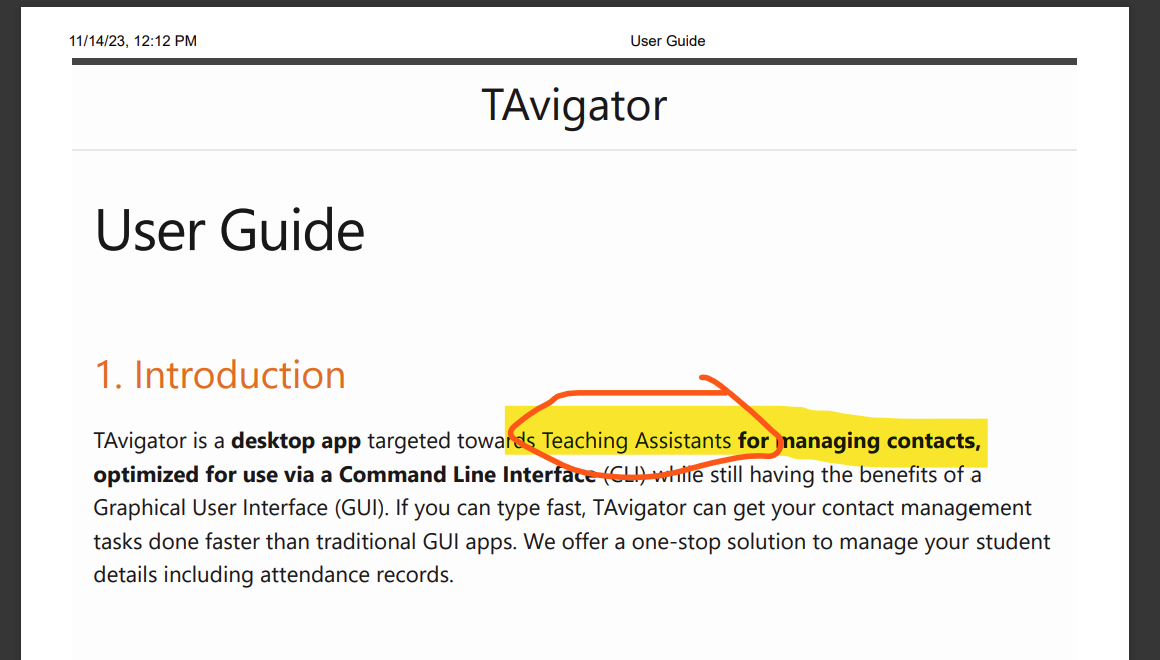 11/14/23, 12:12 PM User Guide
TAvigator
User Guide
1. Introduction
TAvigator is a desktop app targeted towards Teaching Assistants for managing contacts,
optimized for use via a Command Line Interface (CLI) while still having the benefits of a
Graphical User Interface (GUI). If you can type fast, TAvigator can get your contact management
tasks done faster than traditional GUI apps. We offer a one-stop solution to manage your student
details including attendance records.